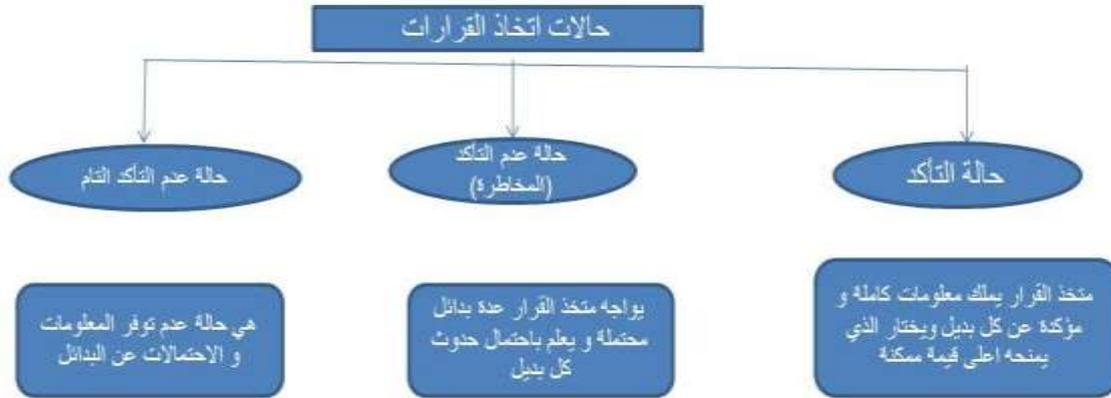 حالات اتخاذ القرارات
حالة التأكد
حالة عدم التأكد
(المخاطرة)
حالة عدم التأكد التام
متخذ القرار يملك معلومات كاملة و
مؤكدة عن كل بديل ويختار الذي
يمنحه اعلى قيمة ممكنة
يواجه متخذ القرار عدة بدائل
محتملة و يعلم باحتمال حدوث
كل بديل
هي حالة عدم توفر المعلومات
و الاحتمالات عن البدائل